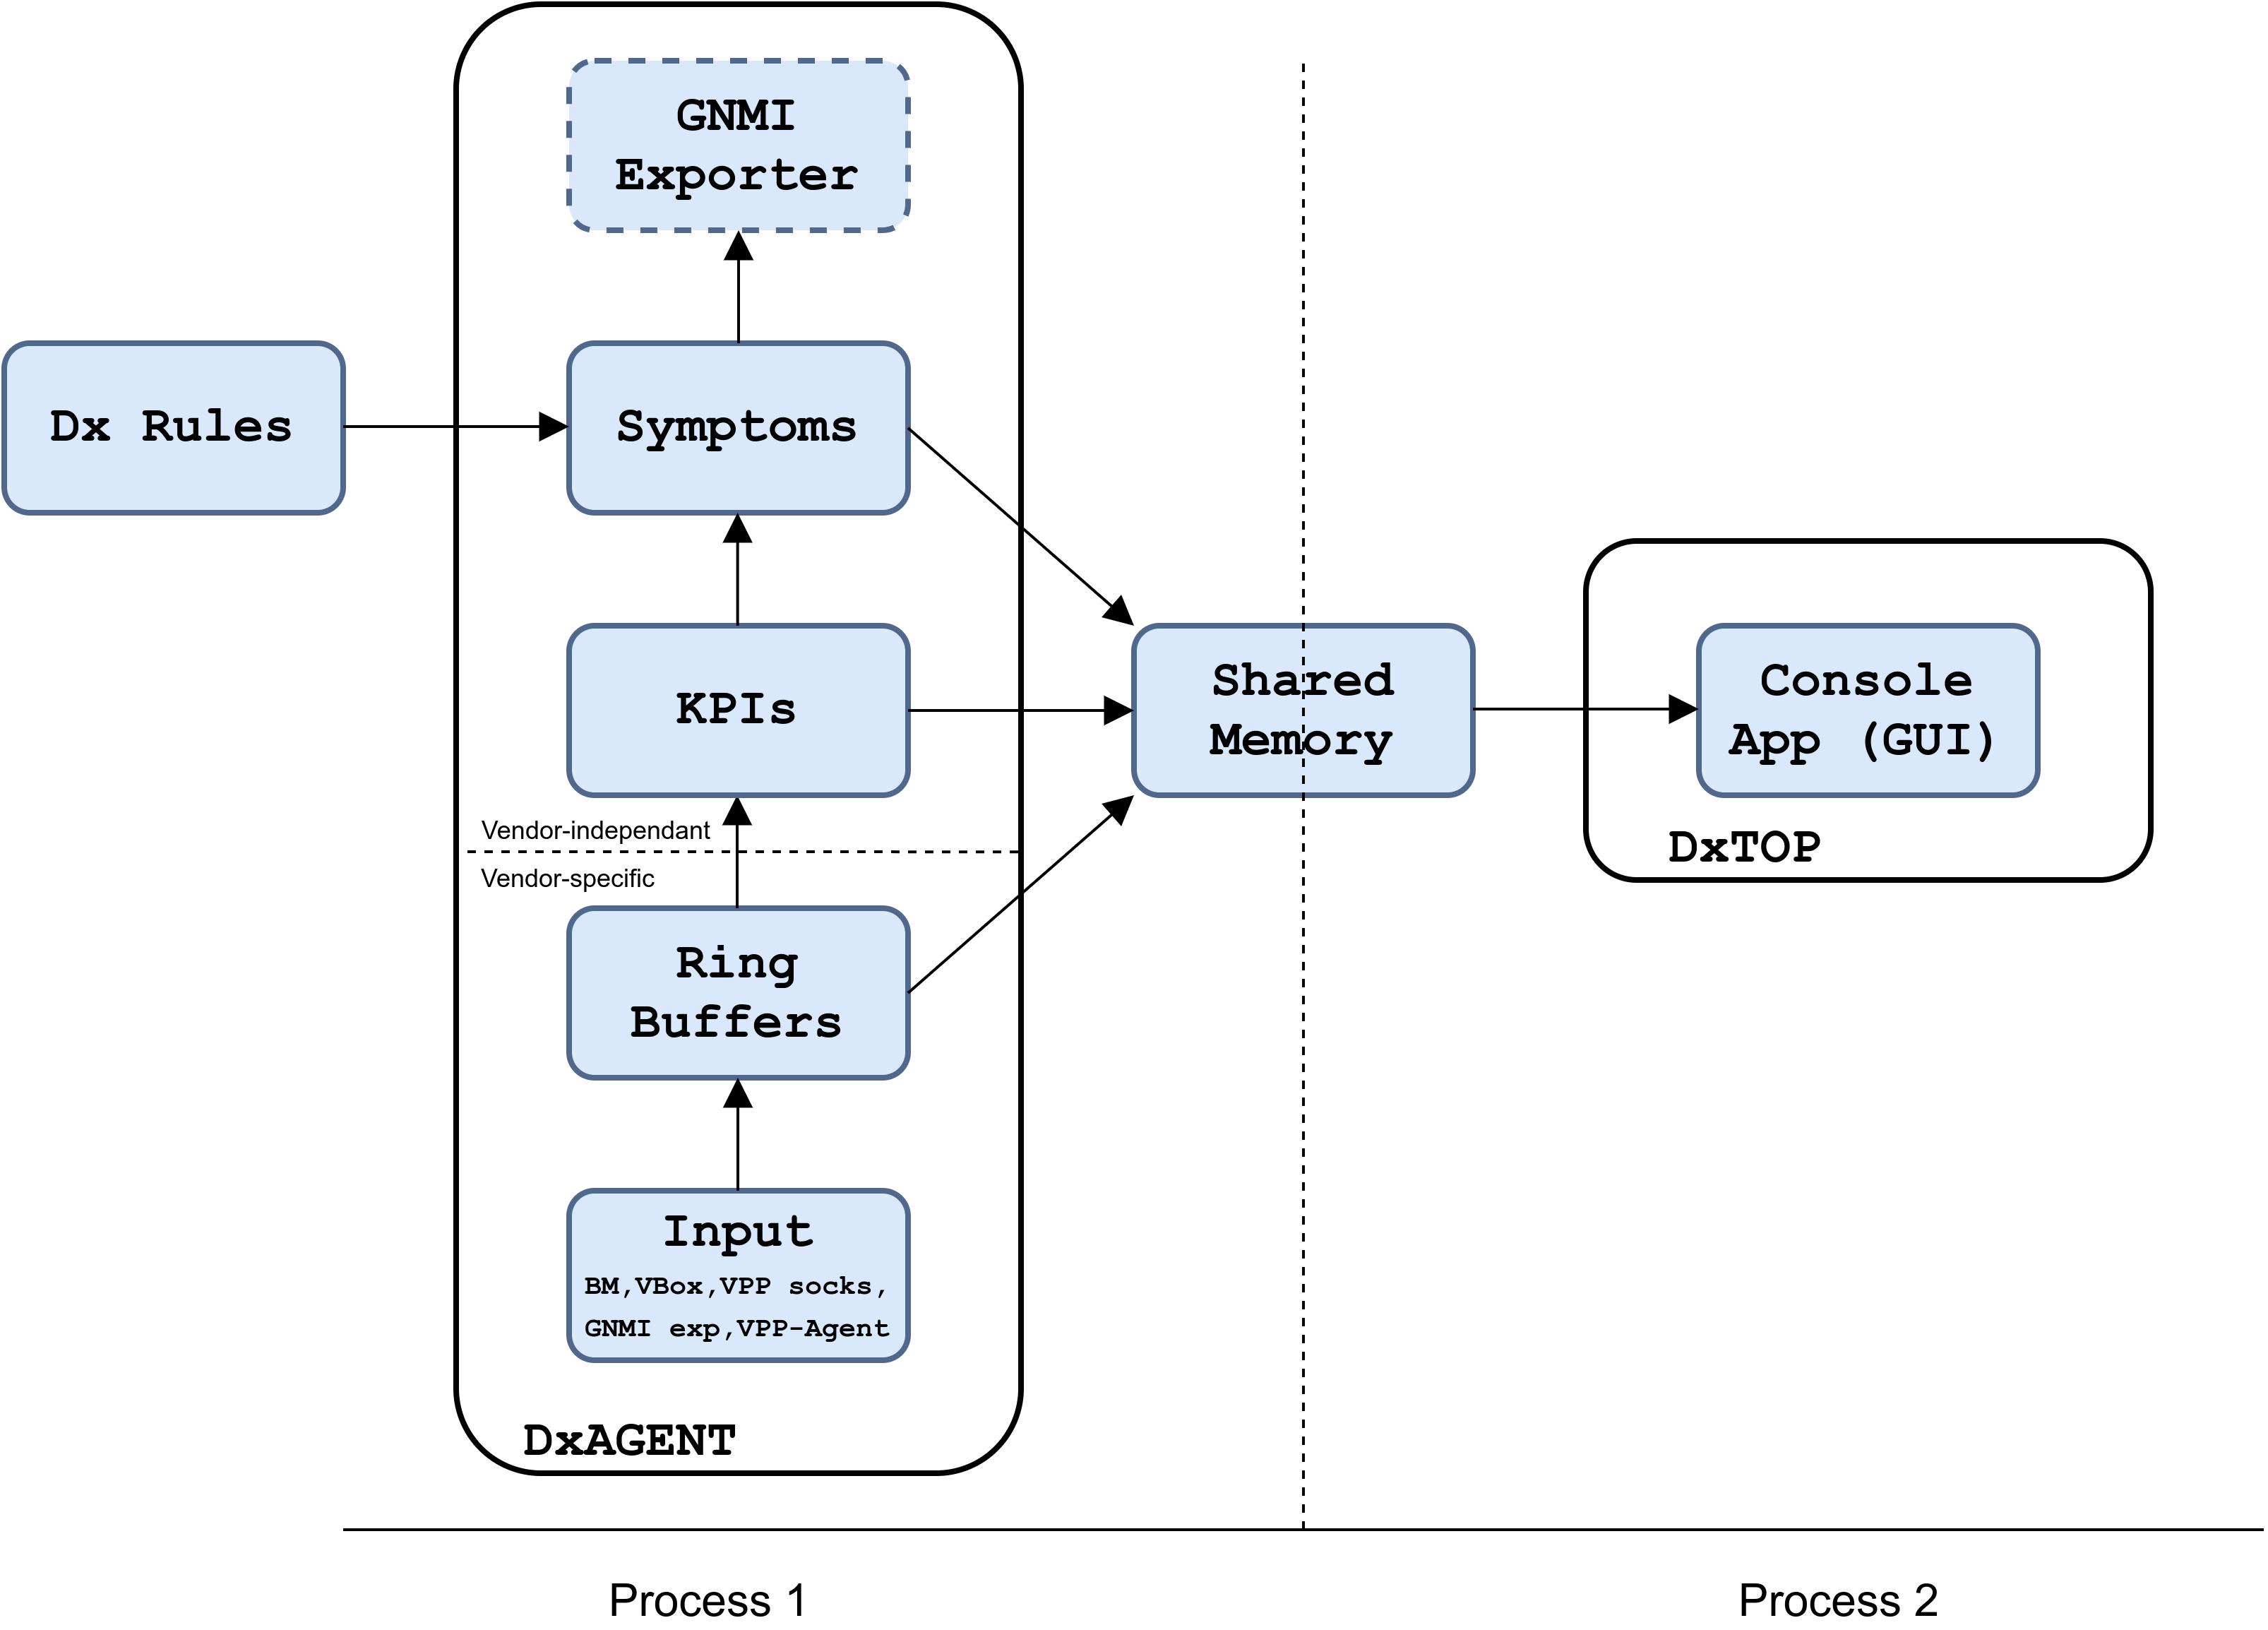 GNMI
Exporter
Dx Rules
Symptoms
KPIs
Shared
Memory
Console
App (GUI)
DxTOP
Vendor-independant
Vendor-specific
Ring
Buffers
Input
BM,VBox,VPP socks,
GNMI exp,VPP-Agent
DxAGENT
Process 1
Process 2